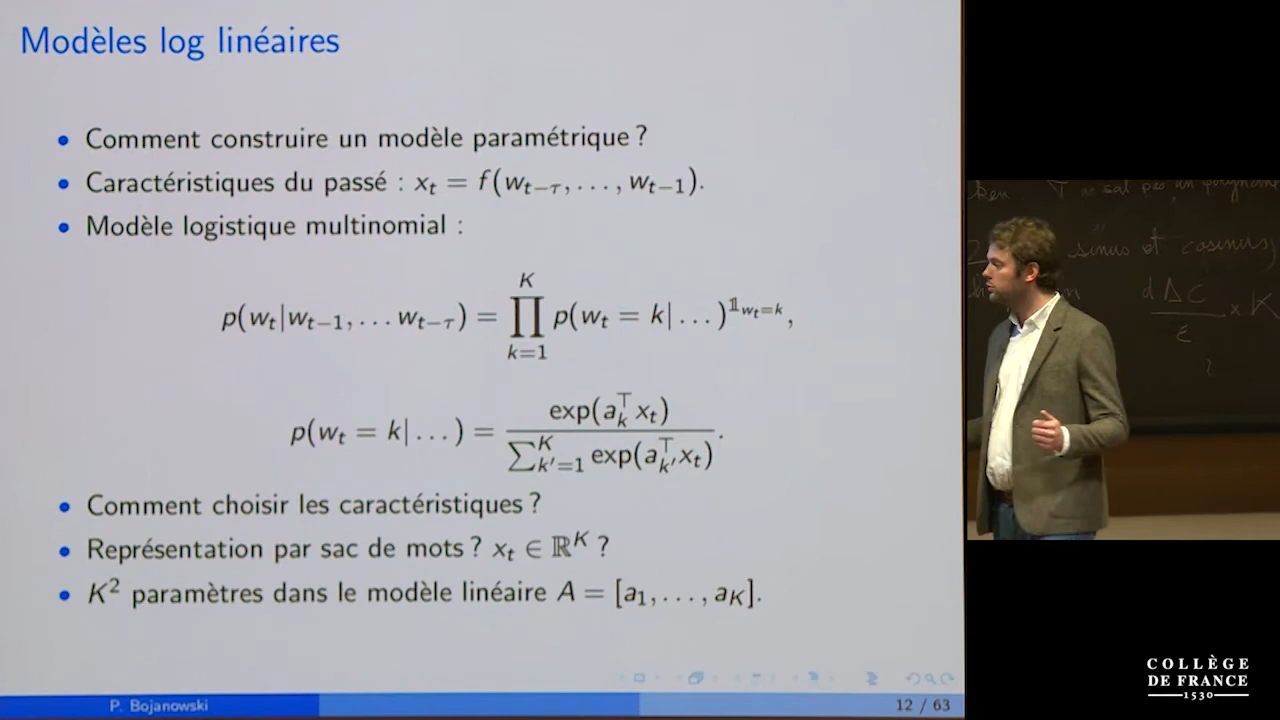 Modèles log linéaires
• Comment construire un modèle paramétrique ?
• Caractéristiques du passé : x_t = f(w_{t−τ}, . . . , w_{t−1}).
• Modèle logistique multinomial :
p(w_t|w_{t−1}, . . . w_{t−τ}) = ∏_{k=1}^{K} p(w_t = k| . . . )^{𝟙_{w_t=k}},
p(w_t = k| . . . ) = exp(a_k^⊤ x_t) / ∑_{k′=1}^{K} exp(a_{k′}^⊤ x_t).
• Comment choisir les caractéristiques ?
• Représentation par sac de mots ? x_t ∈ ℝ^K ?
• K² paramètres dans le modèle linéaire A = [a_1, . . . , a_K].
P. Bojanowski
12 / 63
sinus et cosinus
COLLÈGE
DE FRANCE
1530